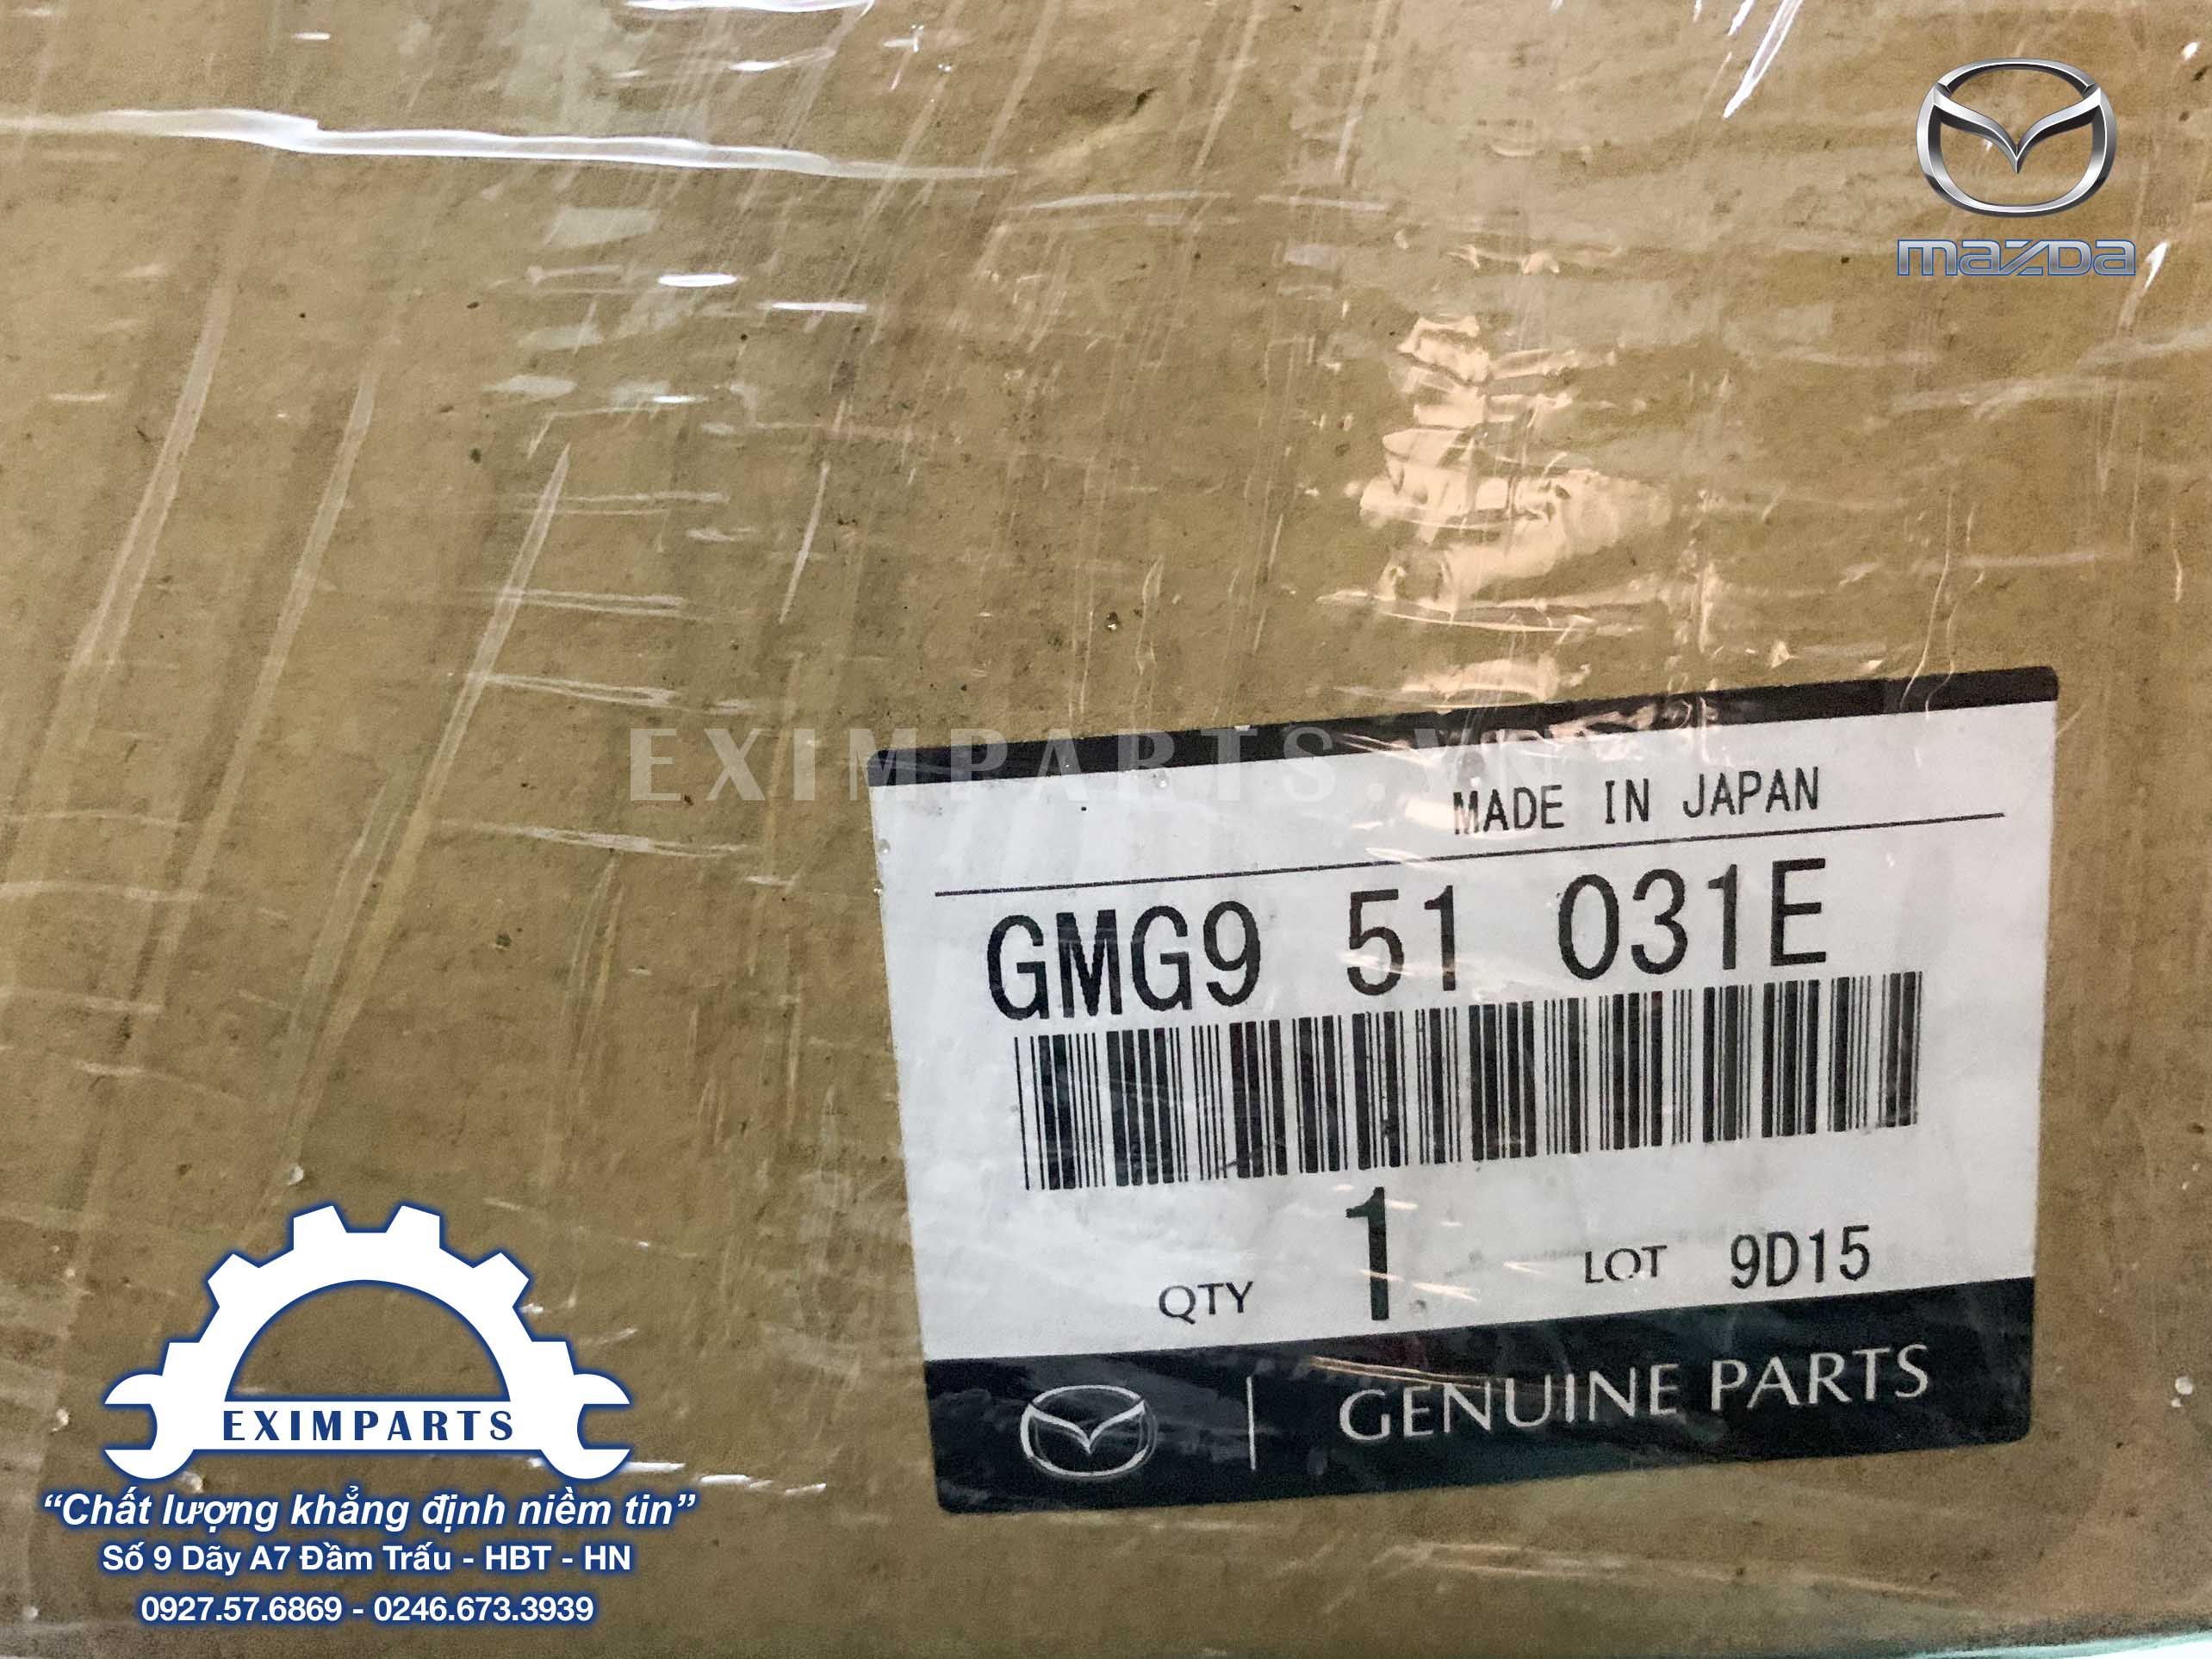 mazda
EXIMPARTS.VN
MADE IN JAPAN
GMG9 51 031E
QTY 1 LOT 9D15
GENUINE PARTS
EXIMPARTS
“Chất lượng khẳng định niềm tin”
Số 9 Dãy A7 Đầm Trấu - HBT - HN
0927.57.6869 - 0246.673.3939